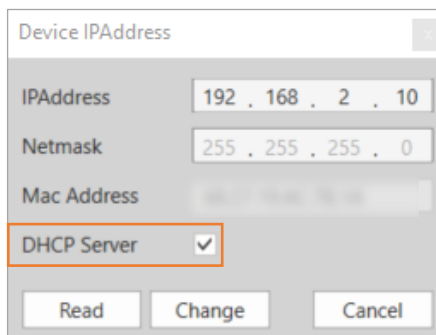 Device IPAddress
IPAddress 192 . 168 . 2 . 10
Netmask 255 . 255 . 255 . 0
Mac Address
DHCP Server
Read Change Cancel